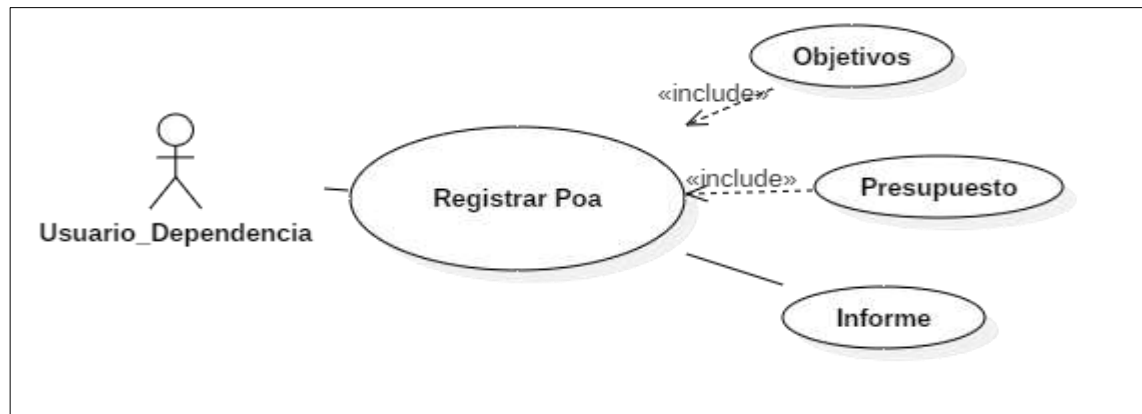 Objetivos
«include»
Registrar Poa
«include»
Presupuesto
Usuario_Dependencia
Informe